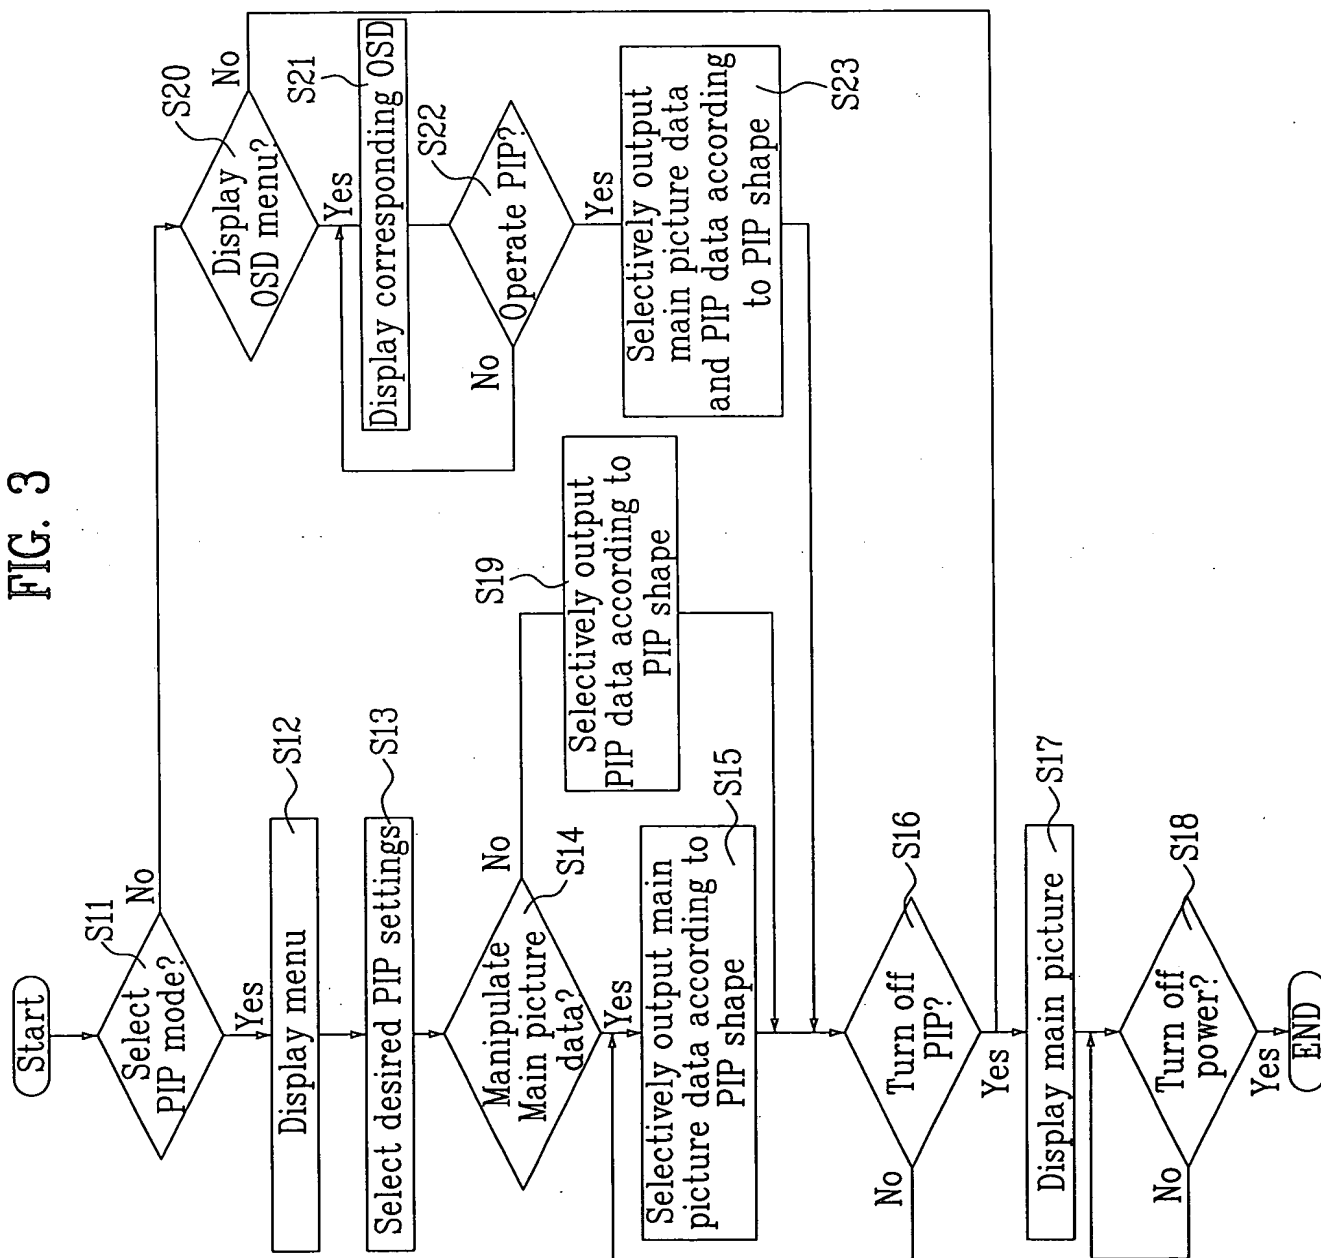 FIG. 3
Start
Select
PIP mode?
S11
No
Yes
Display menu
S12
Select desired PIP settings
S13
Manipulate
Main picture
data?
S14
No
Yes
Selectively output main
picture data according to
PIP shape
S15
Turn off
PIP?
S16
No
Yes
Display main picture
S17
Turn off
power?
S18
No
Yes
END
Selectively output
PIP data according to
PIP shape
S19
Display
OSD menu?
S20
No
Yes
Display corresponding OSD
S21
Operate PIP?
S22
No
Yes
Selectively output
main picture data
and PIP data according
to PIP shape
S23